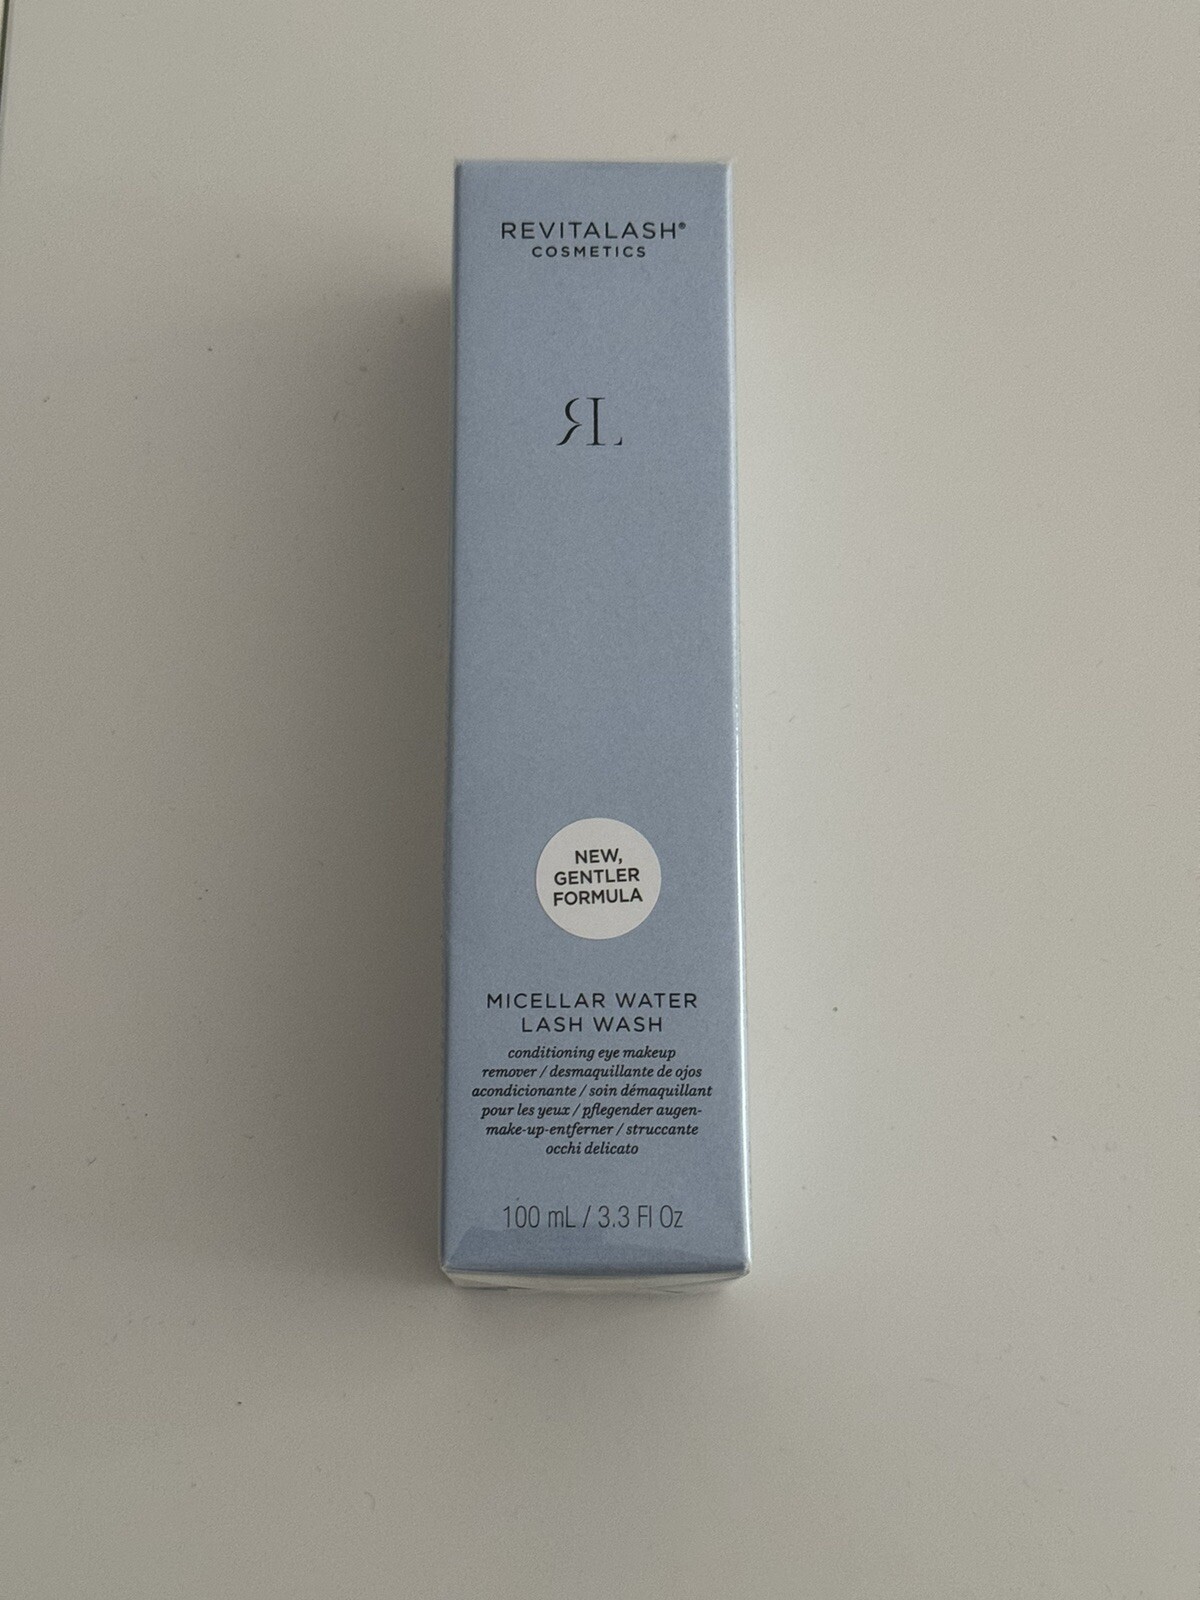 REVITALASH®
COSMETICS
RL
NEW,
GENTLER
FORMULA
MICELLAR WATER
LASH WASH
conditioning eye makeup
remover / desmaquillante de ojos
acondicionante / soin démaquillant
pour les yeux / pflegender augen-
make-up-entferner / struccante
occhi delicato
100 mL / 3.3 Fl Oz